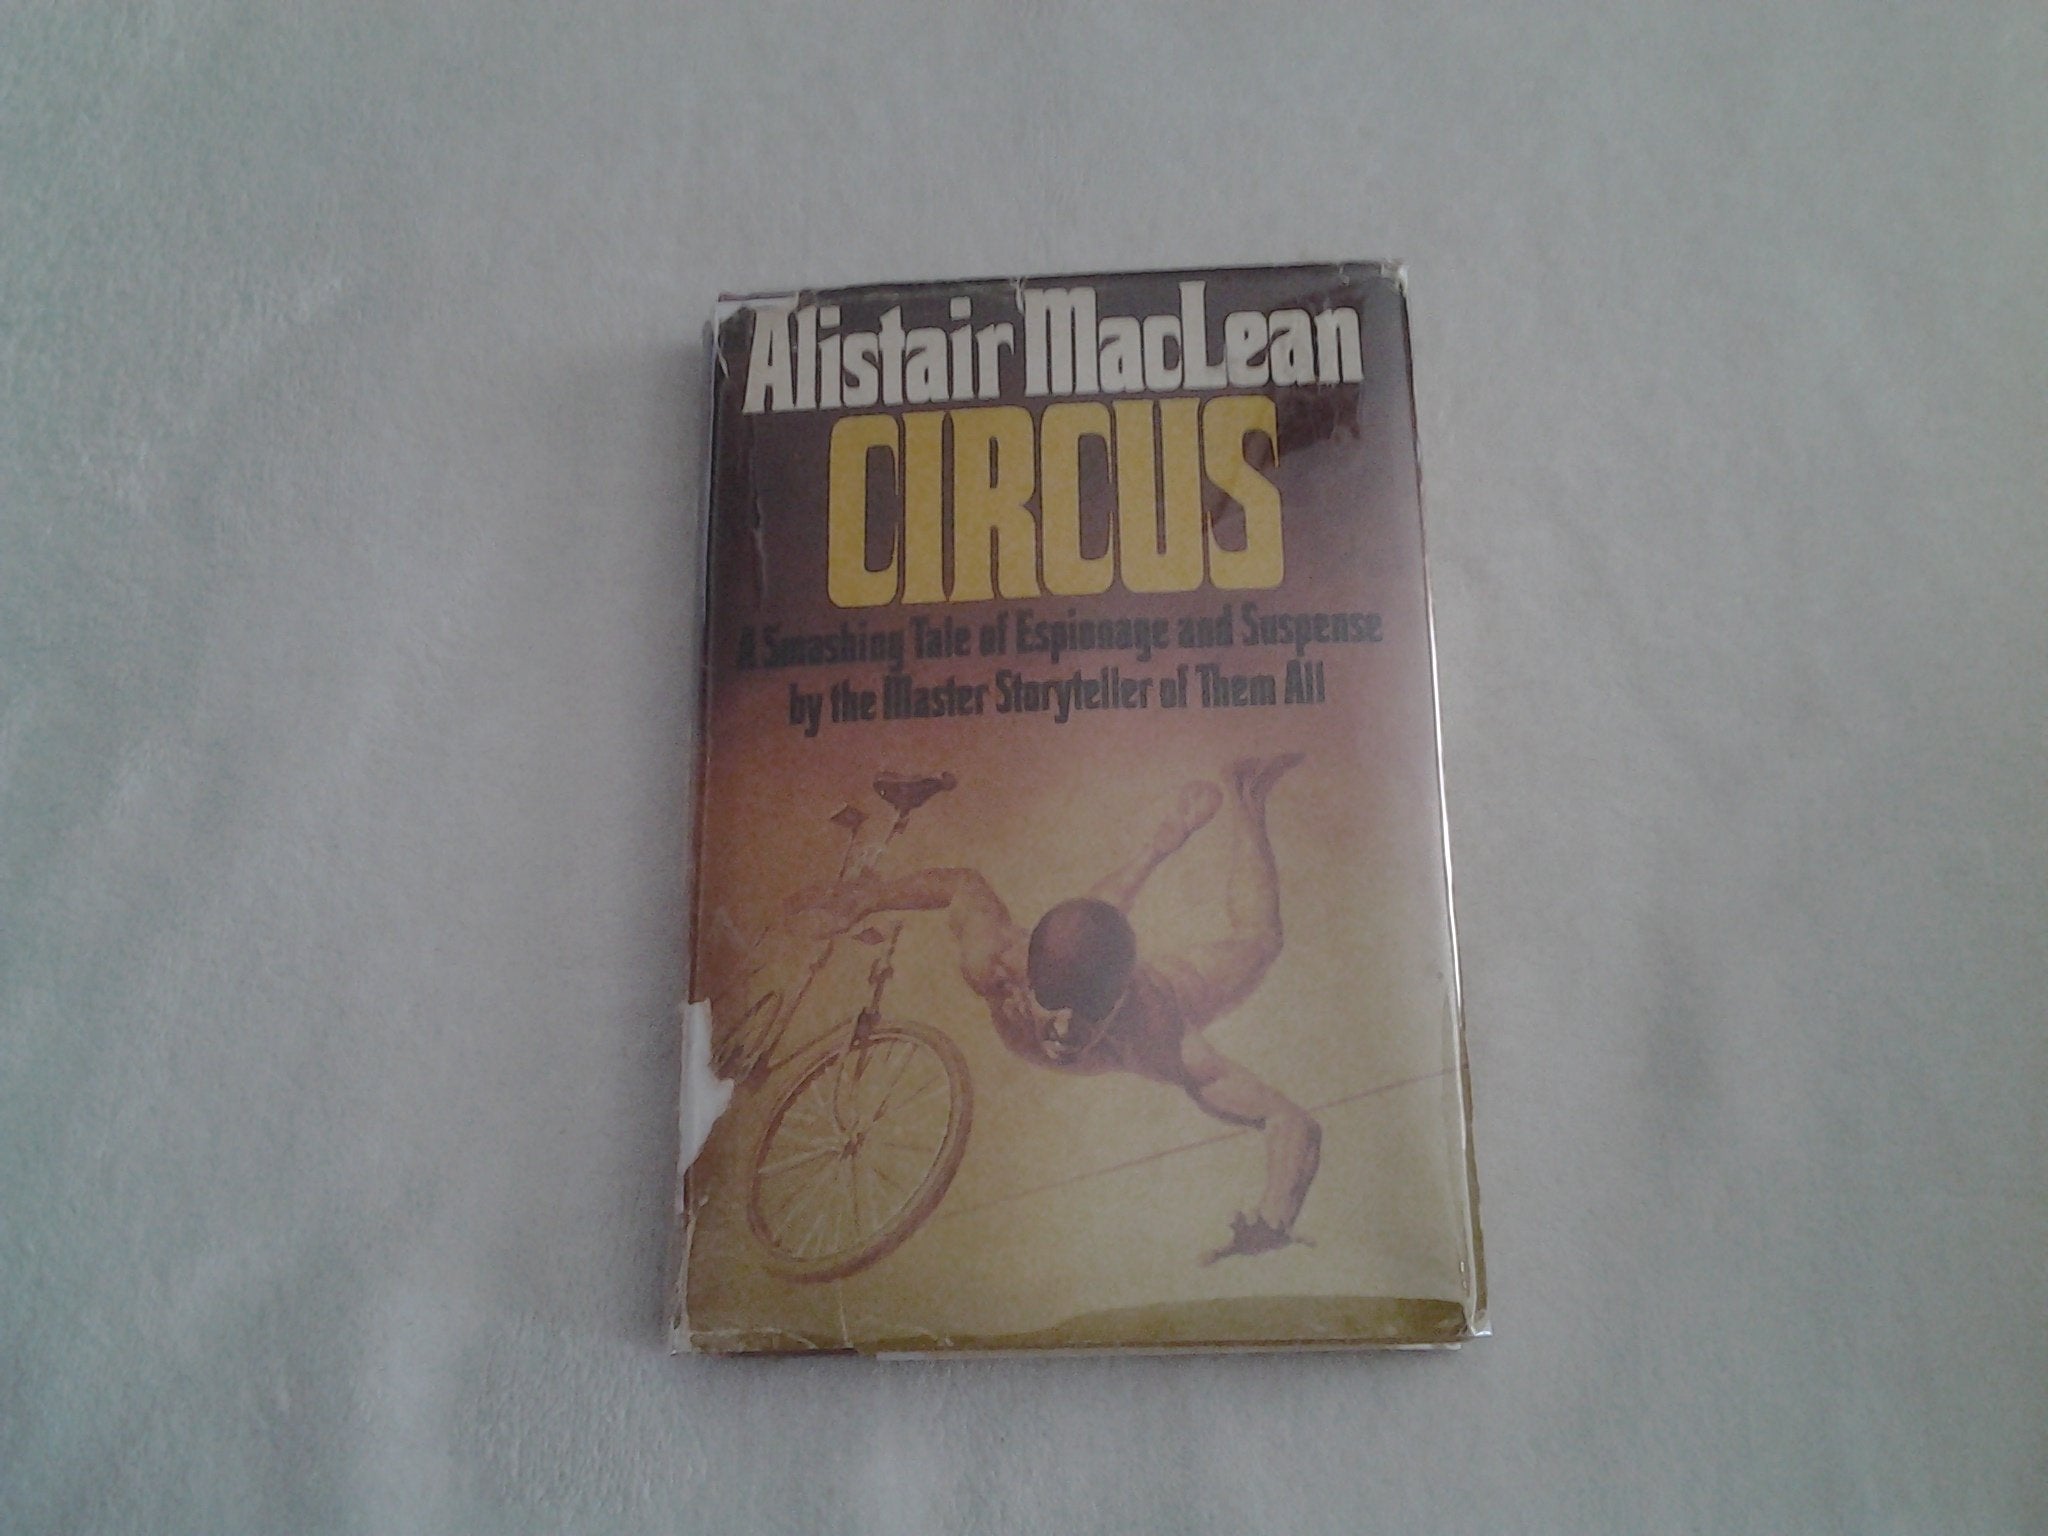 Alistair MacLean
CIRCUS
A Smashing Tale of Espionage and Suspense
by the Master Storyteller of Them All